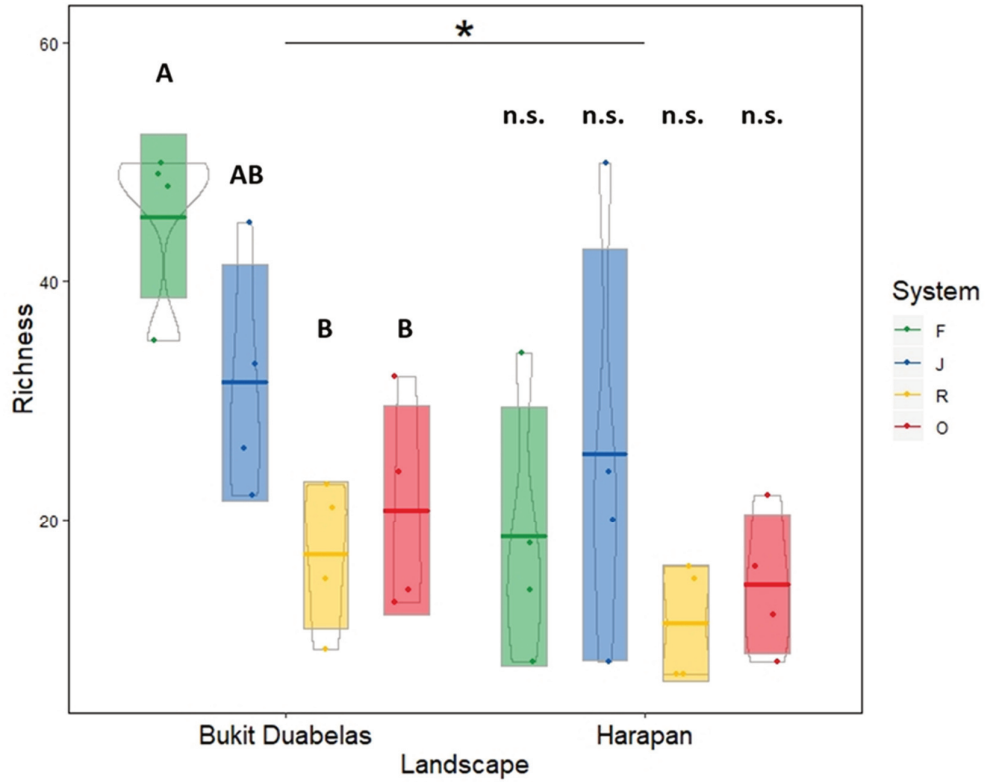 60
40
20
Richness
*
A
AB
B
B
n.s.
n.s.
n.s.
n.s.
Bukit Duabelas
Harapan
Landscape
System
F
J
R
O